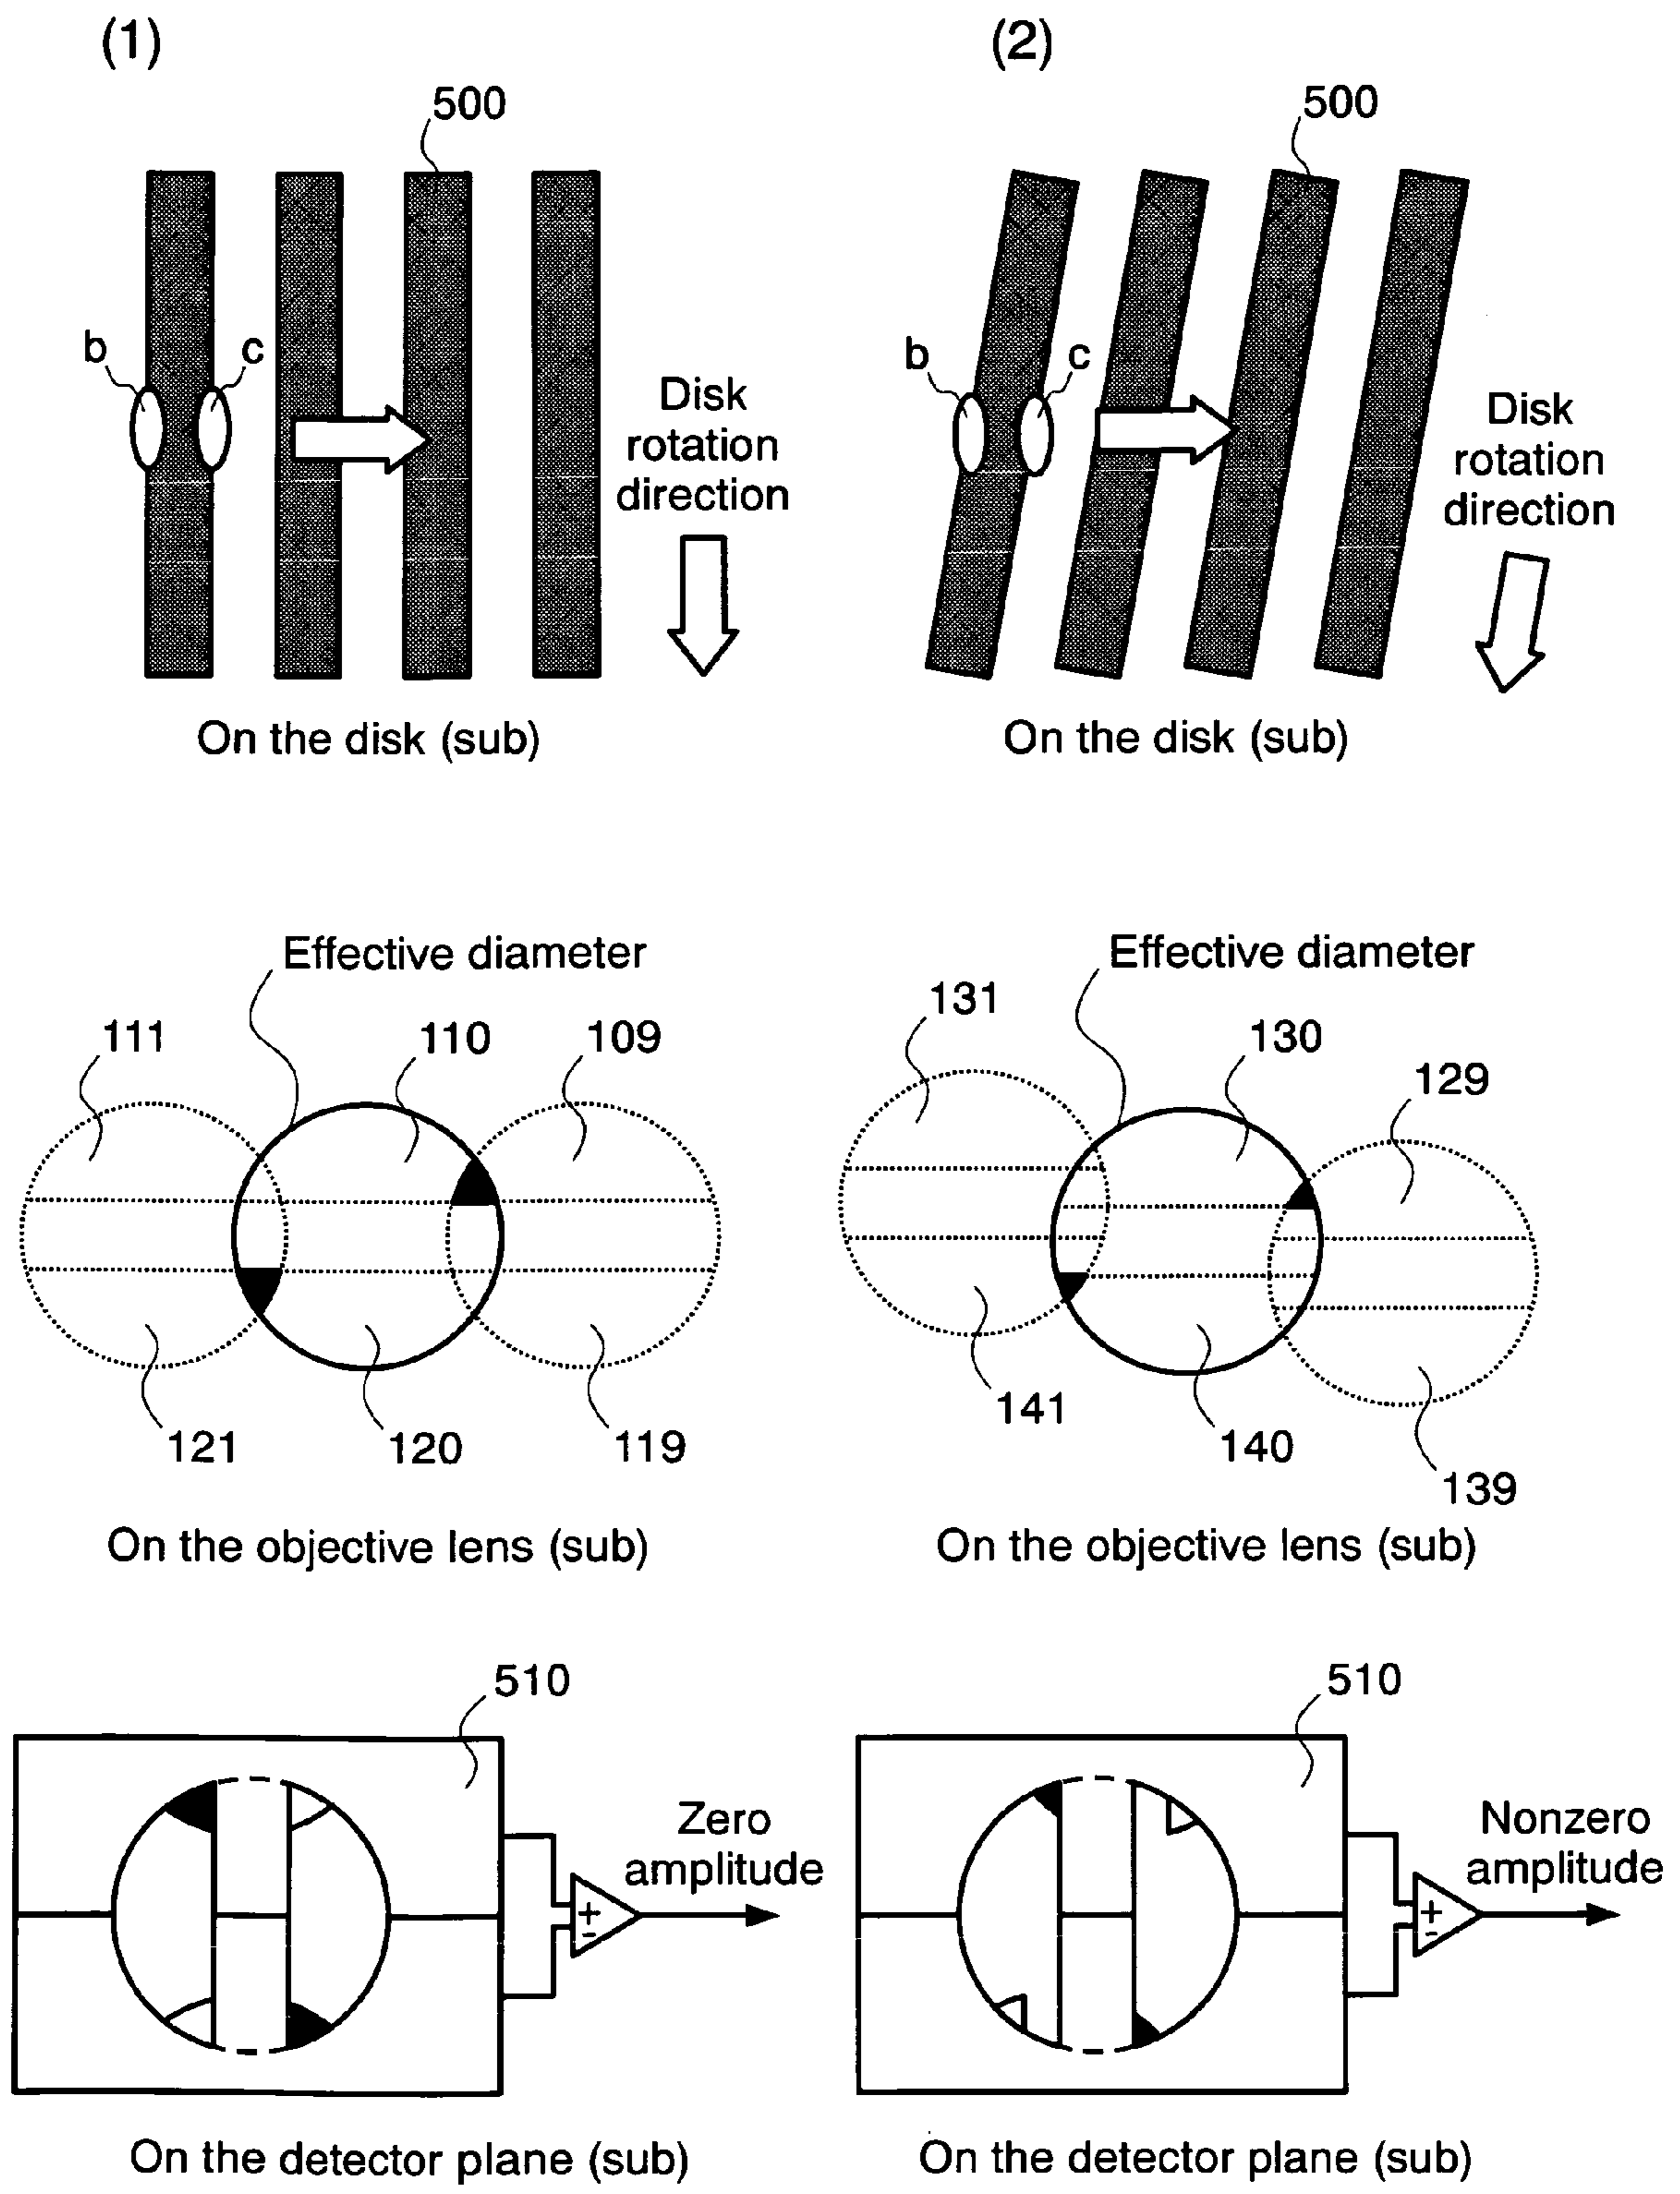 (1)
(2)
500
500
b
c
b
c
Disk
rotation
direction
Disk
rotation
direction
On the disk (sub)
On the disk (sub)
Effective diameter
Effective diameter
111
110
109
131
130
129
121
120
119
141
140
139
On the objective lens (sub)
On the objective lens (sub)
510
510
Zero
amplitude
Nonzero
amplitude
+
-
+
-
On the detector plane (sub)
On the detector plane (sub)